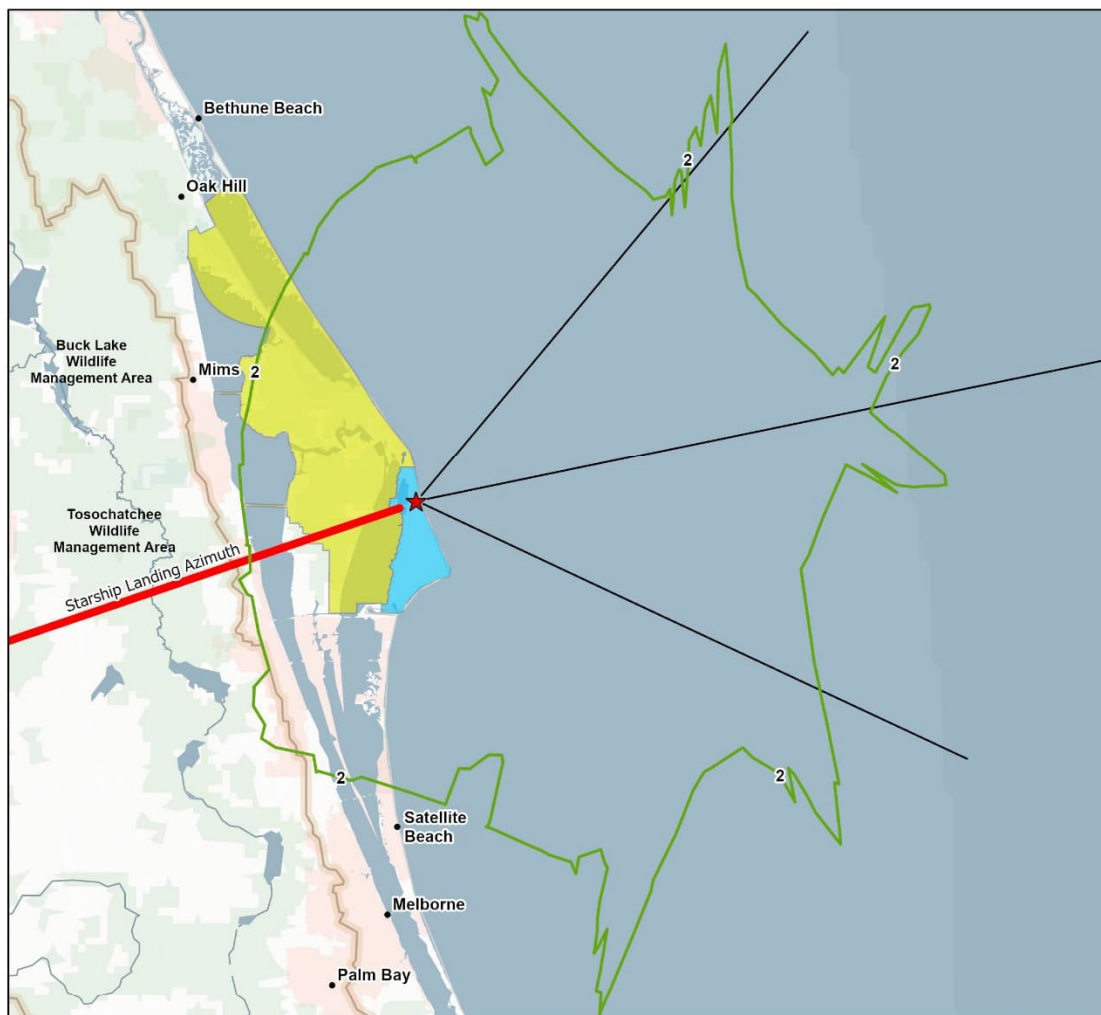 Bethune Beach
2
Oak Hill
Buck Lake
Wildlife
Management Area
Mims
2
2
Tosochatchee
Wildlife
Management Area
Starship Landing Azimuth
2
2
Satellite
Beach
Melborne
Palm Bay